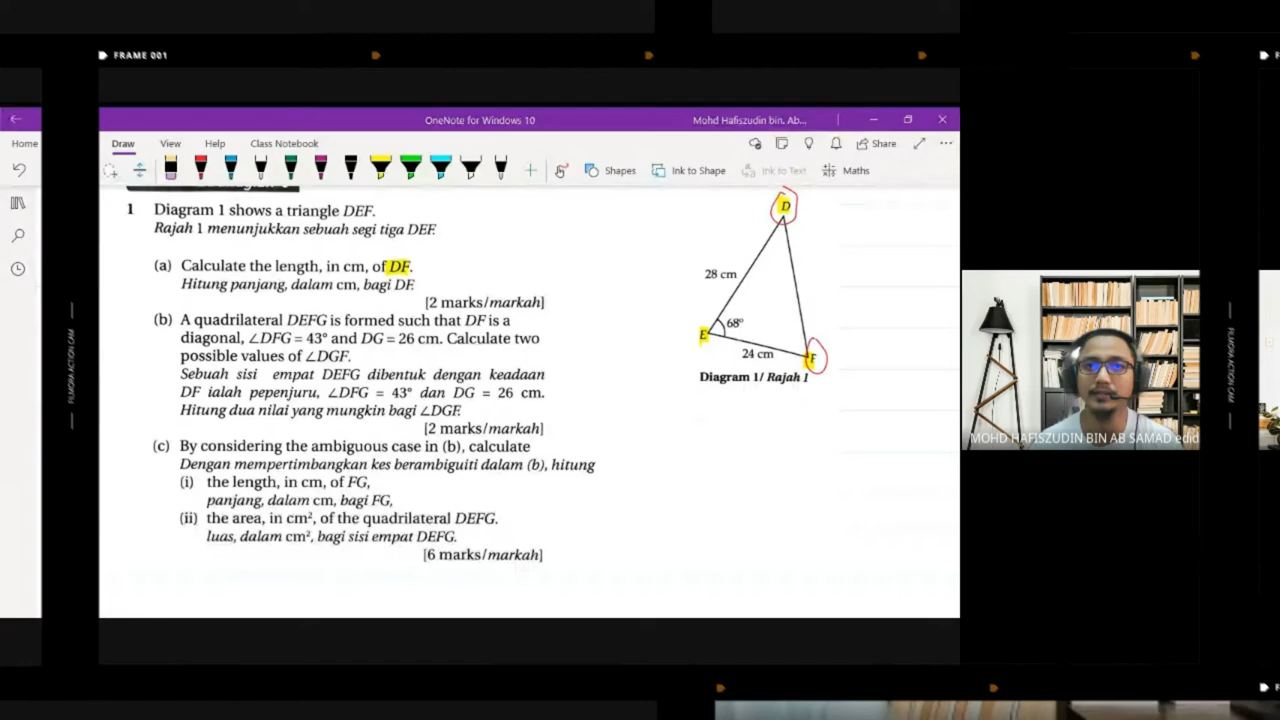 FRAME 001
F
OneNote for Windows 10
Mohd Hafiszudin bin. Ab...
Home
Draw View Help Class Notebook
Share
Shapes Ink to Shape Ink to Text Maths
1 Diagram 1 shows a triangle DEF.
Rajah 1 menunjukkan sebuah segi tiga DEF.
(a) Calculate the length, in cm, of DF.
Hitung panjang, dalam cm, bagi DF.
[2 marks/markah]
(b) A quadrilateral DEFG is formed such that DF is a
diagonal, ∠DFG = 43° and DG = 26 cm. Calculate two
possible values of ∠DGF.
Sebuah sisi empat DEFG dibentuk dengan keadaan
DF ialah pepenjuru, ∠DFG = 43° dan DG = 26 cm.
Hitung dua nilai yang mungkin bagi ∠DGF.
[2 marks/markah]
(c) By considering the ambiguous case in (b), calculate
Dengan mempertimbangkan kes berambiguiti dalam (b), hitung
(i) the length, in cm, of FG,
panjang, dalam cm, bagi FG,
(ii) the area, in cm², of the quadrilateral DEFG.
luas, dalam cm², bagi sisi empat DEFG.
[6 marks/markah]
D
28 cm
68°
E
24 cm
F
Diagram 1/ Rajah 1
MOHD HAFISZUDIN BIN AB SAMAD edid
FILMORA ACTION CAM
FILMORA ACTION CAM